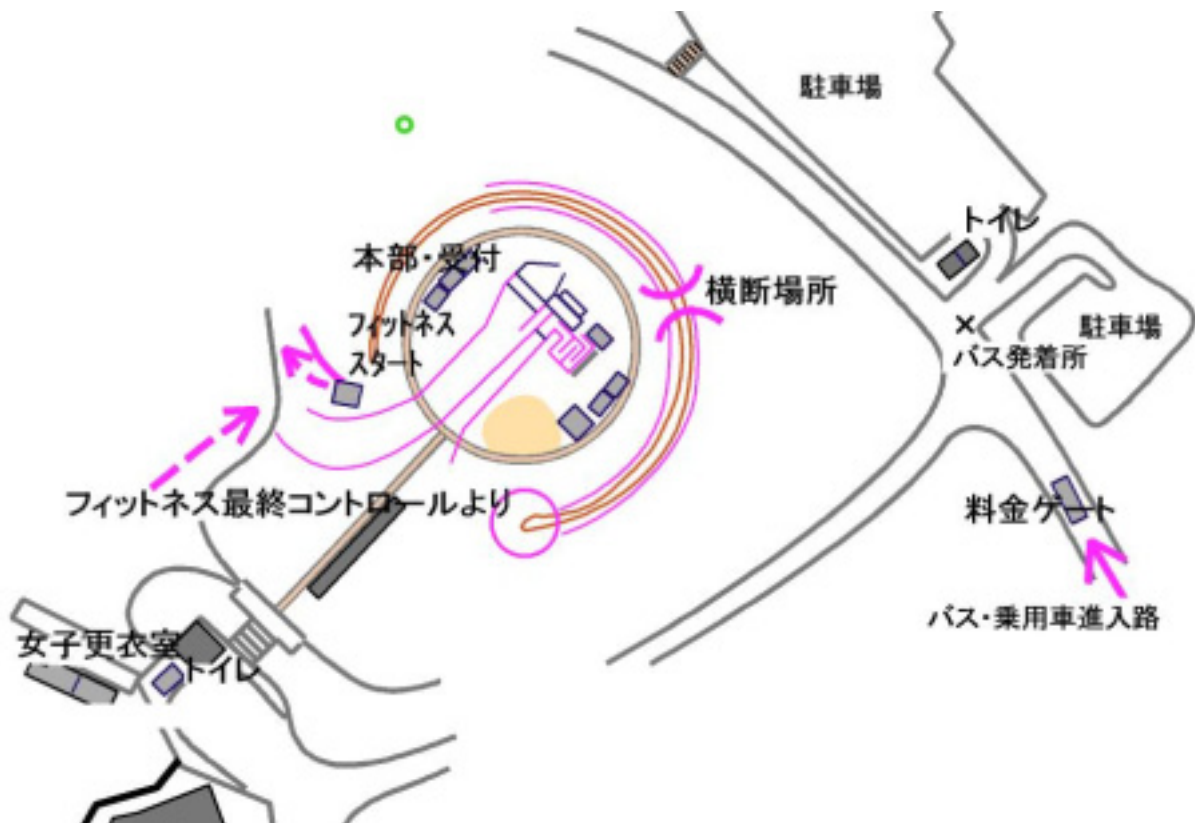 駐車場
トイレ
本部・受付
横断場所
フィットネス
スタート
駐車場
×
バス発着所
フィットネス最終コントロールより
料金ゲート
バス・乗用車進入路
女子更衣室
トイレ